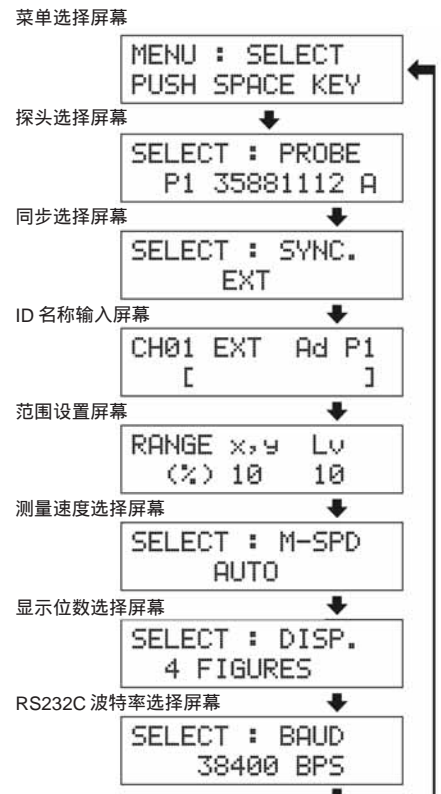 菜单选择屏幕
MENU : SELECT
PUSH SPACE KEY
探头选择屏幕
SELECT : PROBE
P1 35881112 A
同步选择屏幕
SELECT : SYNC.
EXT
ID 名称输入屏幕
CH01 EXT Ad P1
[ ]
范围设置屏幕
RANGE x,y Lv
(%) 10 10
测量速度选择屏幕
SELECT : M-SPD
AUTO
显示位数选择屏幕
SELECT : DISP.
4 FIGURES
RS232C 波特率选择屏幕
SELECT : BAUD
38400 BPS